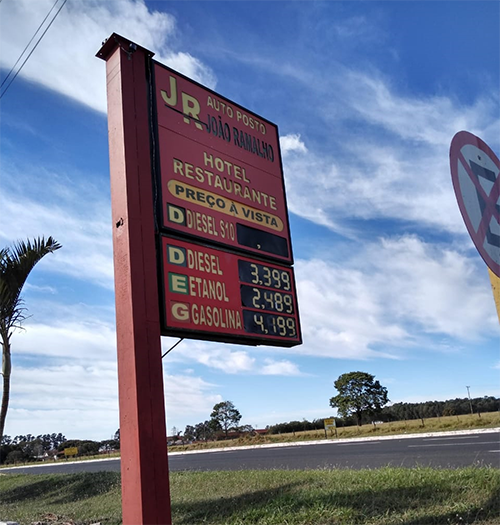 JR
AUTO POSTO
JOÃO RAMALHO
HOTEL
RESTAURANTE
PREÇO À VISTA
D DIESEL S10 ,
D DIESEL 3,399
E ETANOL 2,489
G GASOLINA 4,199